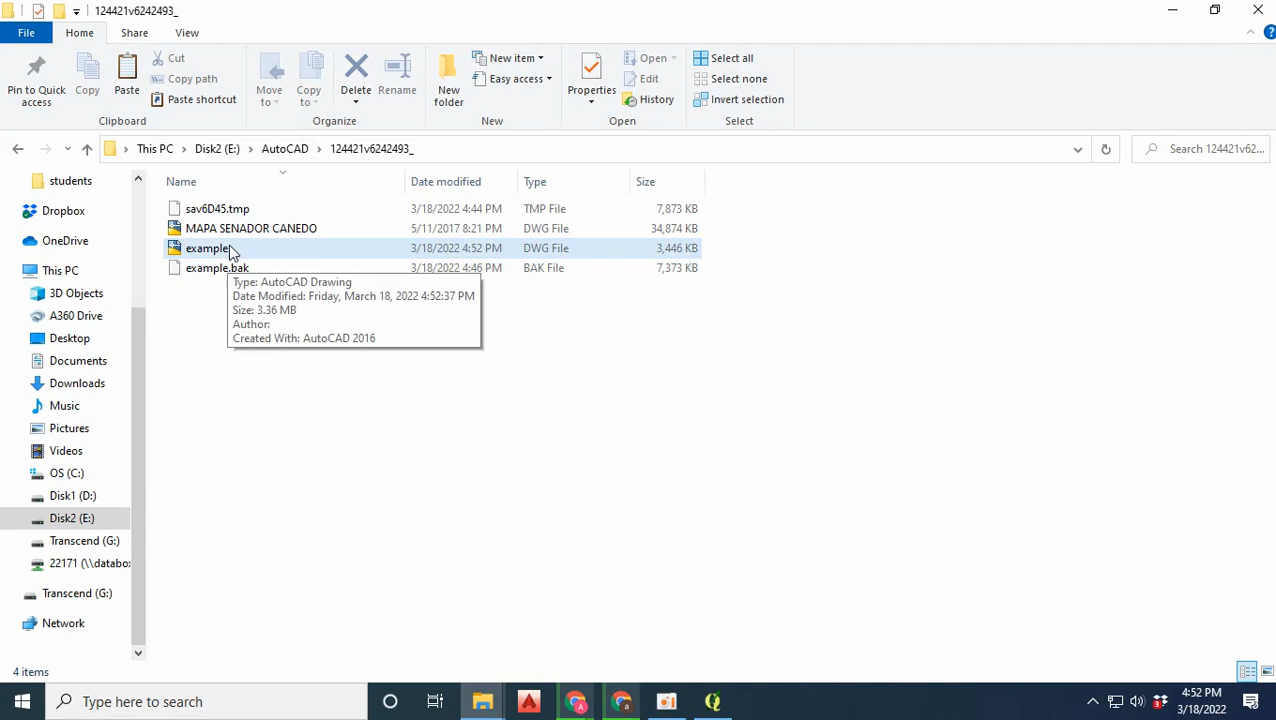 124421v6242493_
File
Home
Share
View
Pin to Quick access
Copy
Paste
Cut
Copy path
Paste shortcut
Clipboard
Move to
Copy to
Delete
Rename
Organize
New folder
New item
Easy access
New
Properties
Open
Edit
History
Open
Select all
Select none
Invert selection
Select
This PC
Disk2 (E:)
AutoCAD
124421v6242493_
Search 124421v62...
Name
Date modified
Type
Size
sav6D45.tmp 3/18/2022 4:44 PM TMP File 7,873 KB
MAPA SENADOR CANEDO 5/11/2017 8:21 PM DWG File 34,874 KB
example 3/18/2022 4:52 PM DWG File 3,446 KB
example.bak 3/18/2022 4:46 PM BAK File 7,373 KB
Type: AutoCAD Drawing
Date Modified: Friday, March 18, 2022 4:52:37 PM
Size: 3.36 MB
Author:
Created With: AutoCAD 2016
students
Dropbox
OneDrive
This PC
3D Objects
A360 Drive
Desktop
Documents
Downloads
Music
Pictures
Videos
OS (C:)
Disk1 (D:)
Disk2 (E:)
Transcend (G:)
22171 (\\databox
Transcend (G:)
Network
4 items
Type here to search
4:52 PM
3/18/2022